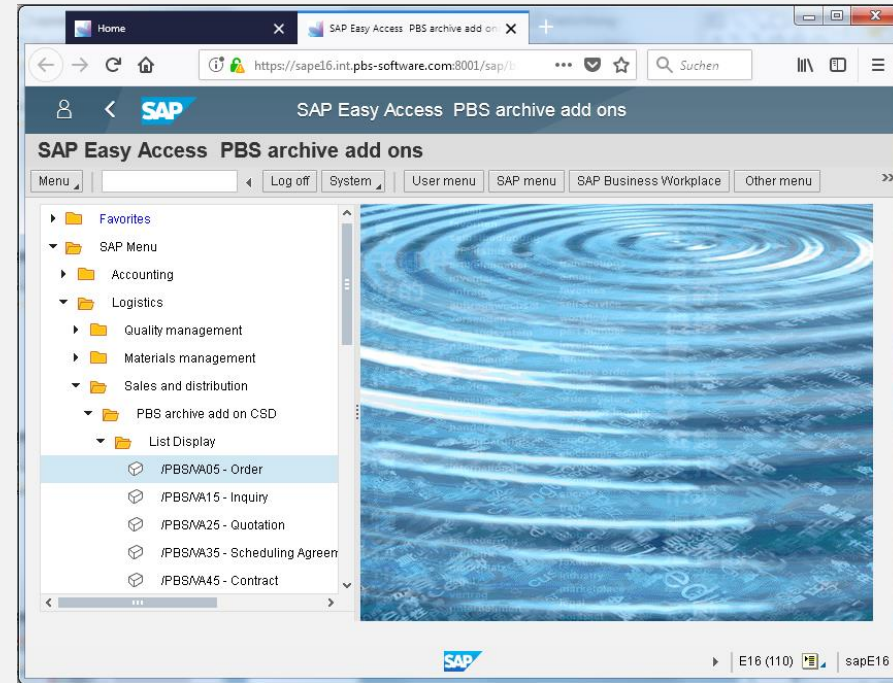 Home
SAP Easy Access PBS archive add on
https://sape16.int.pbs-software.com:8001/sap/b
Suchen
SAP
SAP Easy Access PBS archive add ons
SAP Easy Access PBS archive add ons
Menu
Log off
System
User menu
SAP menu
SAP Business Workplace
Other menu
Favorites
SAP Menu
Accounting
Logistics
Quality management
Materials management
Sales and distribution
PBS archive add on CSD
List Display
/PBS/VA05 - Order
/PBS/VA15 - Inquiry
/PBS/VA25 - Quotation
/PBS/VA35 - Scheduling Agreem
/PBS/VA45 - Contract
SAP
E16 (110)
sapE16